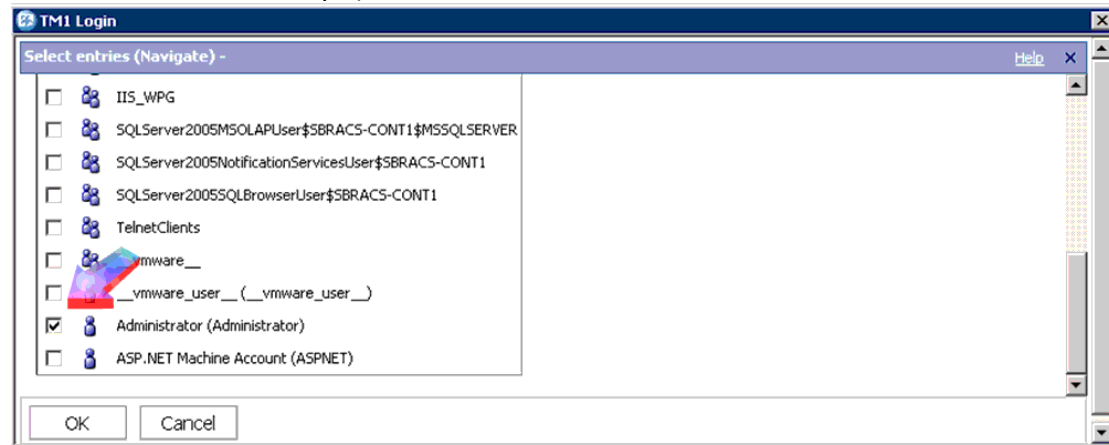 TM1 Login
Select entries (Navigate) - Help
IIS_WPG
SQLServer2005MSOLAPUser$SBRACS-CONT1$MSSQLSERVER
SQLServer2005NotificationServicesUser$SBRACS-CONT1
SQLServer2005SQLBrowserUser$SBRACS-CONT1
TelnetClients
__vmware__
__vmware_user__ (__vmware_user__)
Administrator (Administrator)
ASP.NET Machine Account (ASPNET)
OK Cancel